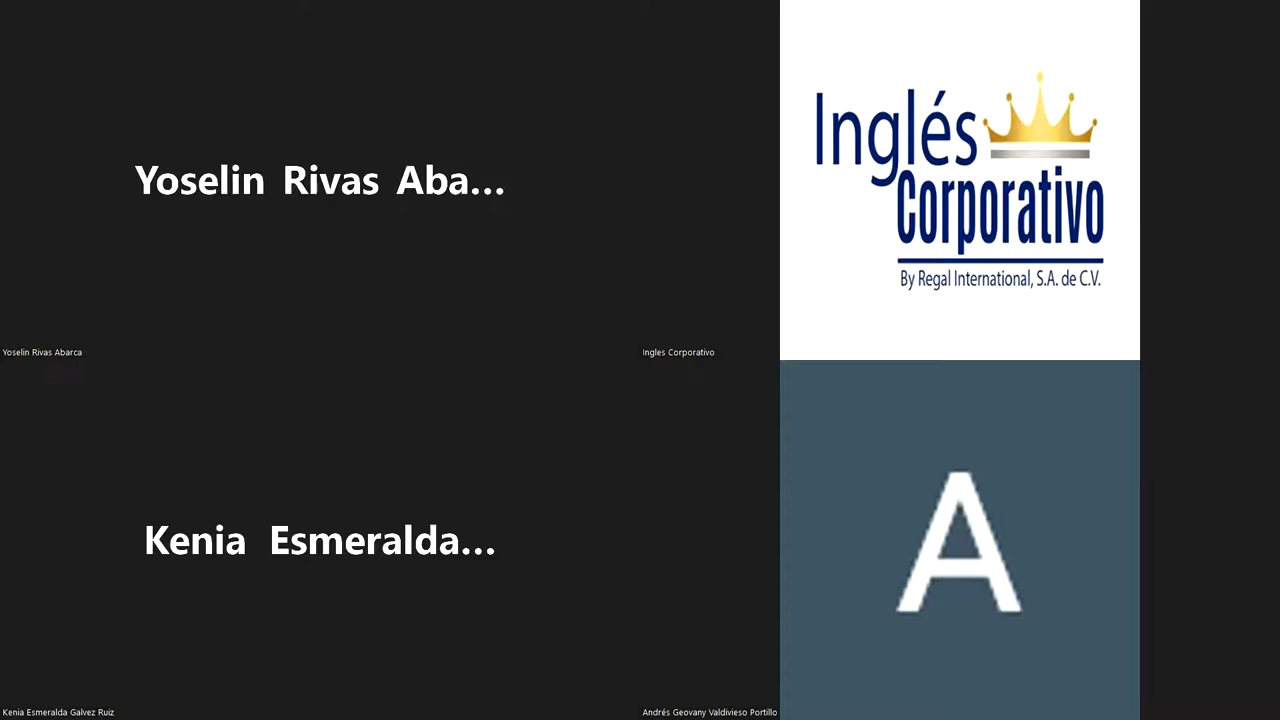 Yoselin Rivas Aba...
Yoselin Rivas Abarca
Inglés
Corporativo
By Regal International, S.A. de C.V.
Ingles Corporativo
Kenia Esmeralda...
Kenia Esmeralda Galvez Ruiz
A
Andrés Geovany Valdivieso Portillo